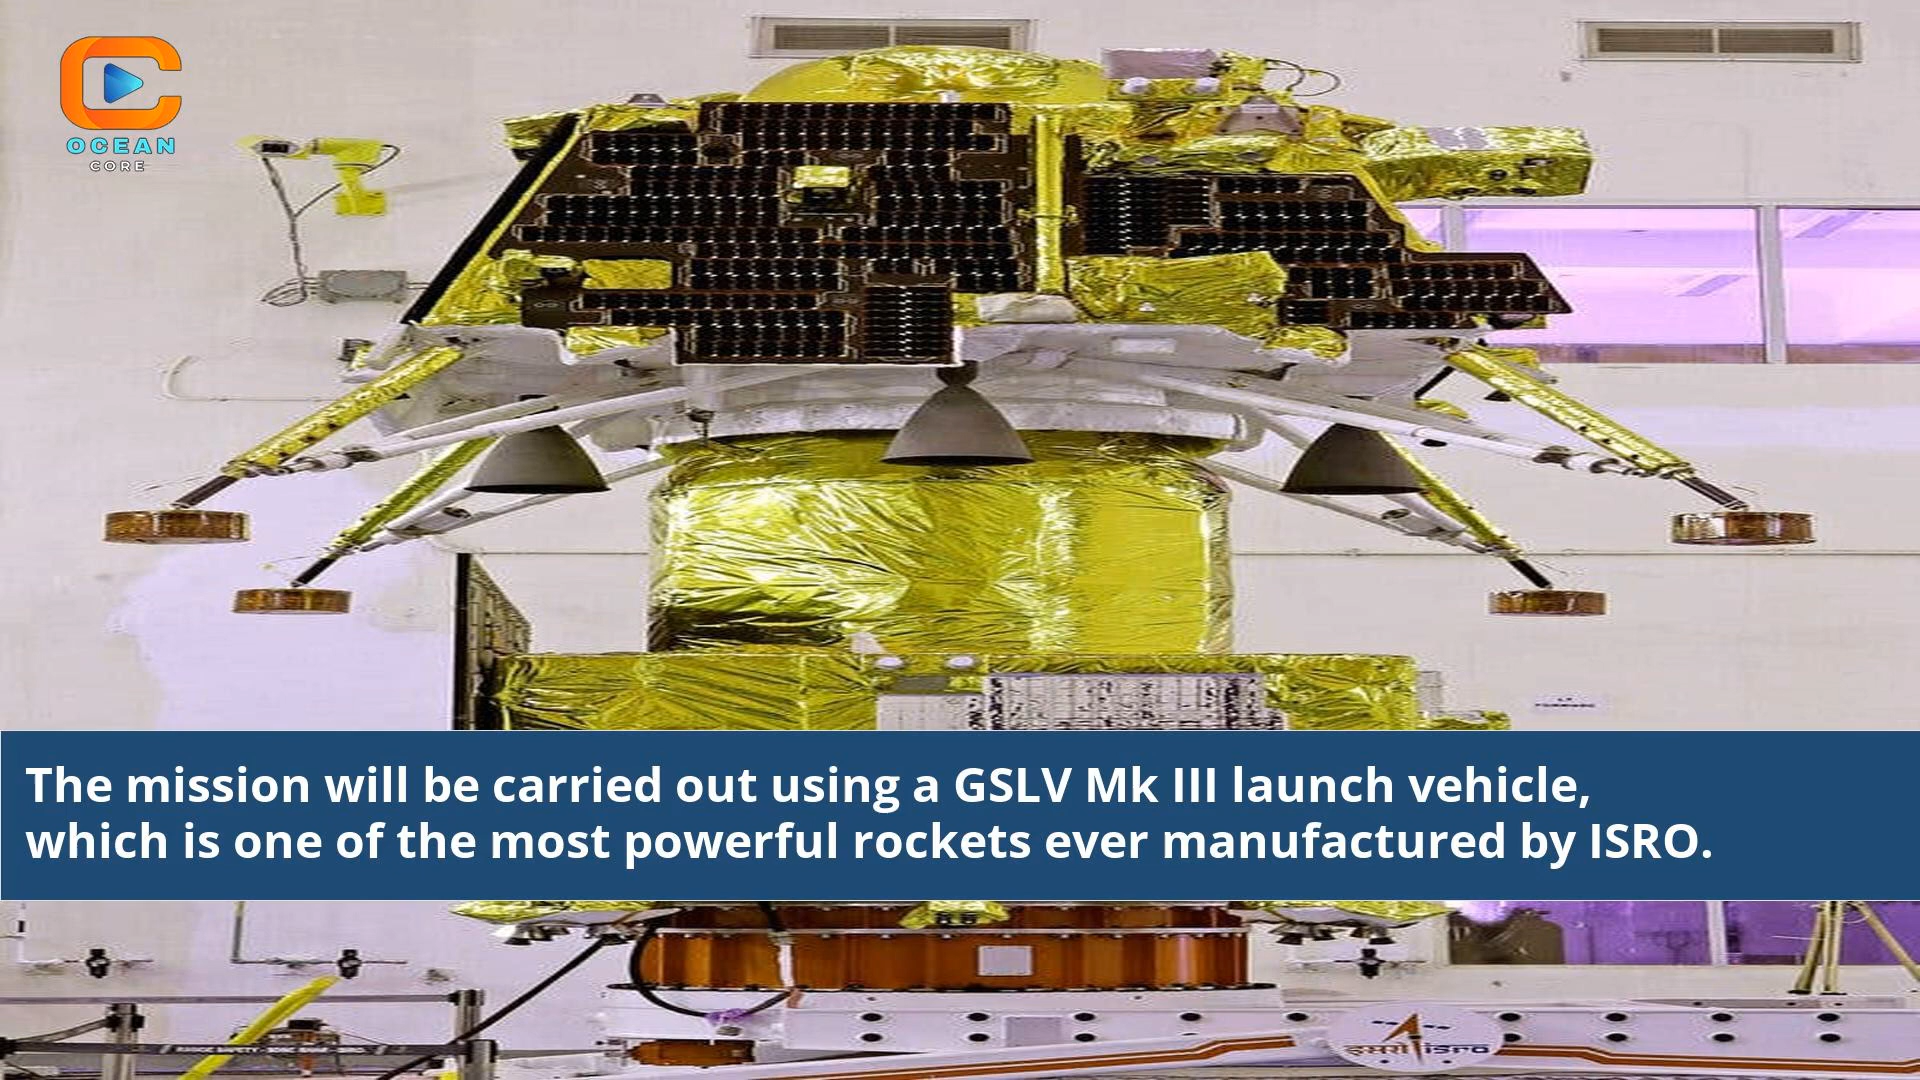 OCEAN
CORE
The mission will be carried out using a GSLV Mk III launch vehicle,
which is one of the most powerful rockets ever manufactured by ISRO.
इसरो isro